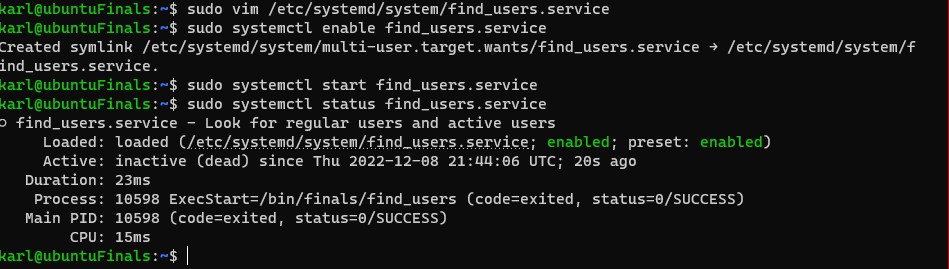 karl@ubuntuFinals:~$ sudo vim /etc/systemd/system/find_users.service
karl@ubuntuFinals:~$ sudo systemctl enable find_users.service
Created symlink /etc/systemd/system/multi-user.target.wants/find_users.service → /etc/systemd/system/f
ind_users.service.
karl@ubuntuFinals:~$ sudo systemctl start find_users.service
karl@ubuntuFinals:~$ sudo systemctl status find_users.service
○ find_users.service - Look for regular users and active users
     Loaded: loaded (/etc/systemd/system/find_users.service; enabled; preset: enabled)
     Active: inactive (dead) since Thu 2022-12-08 21:44:06 UTC; 20s ago
   Duration: 23ms
    Process: 10598 ExecStart=/bin/finals/find_users (code=exited, status=0/SUCCESS)
   Main PID: 10598 (code=exited, status=0/SUCCESS)
        CPU: 15ms
karl@ubuntuFinals:~$